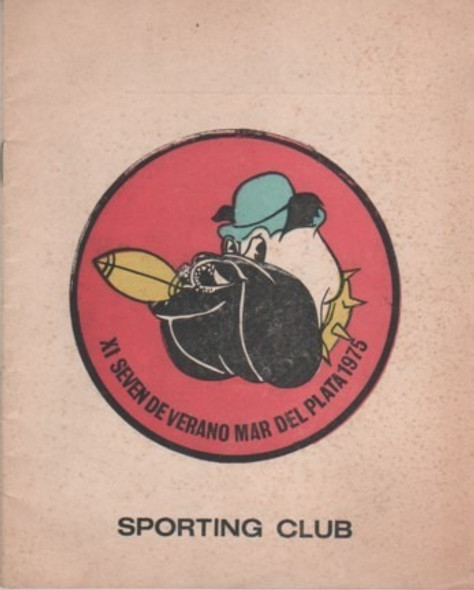 XI SEVEN DE VERANO MAR DEL PLATA 1975
SPORTING CLUB